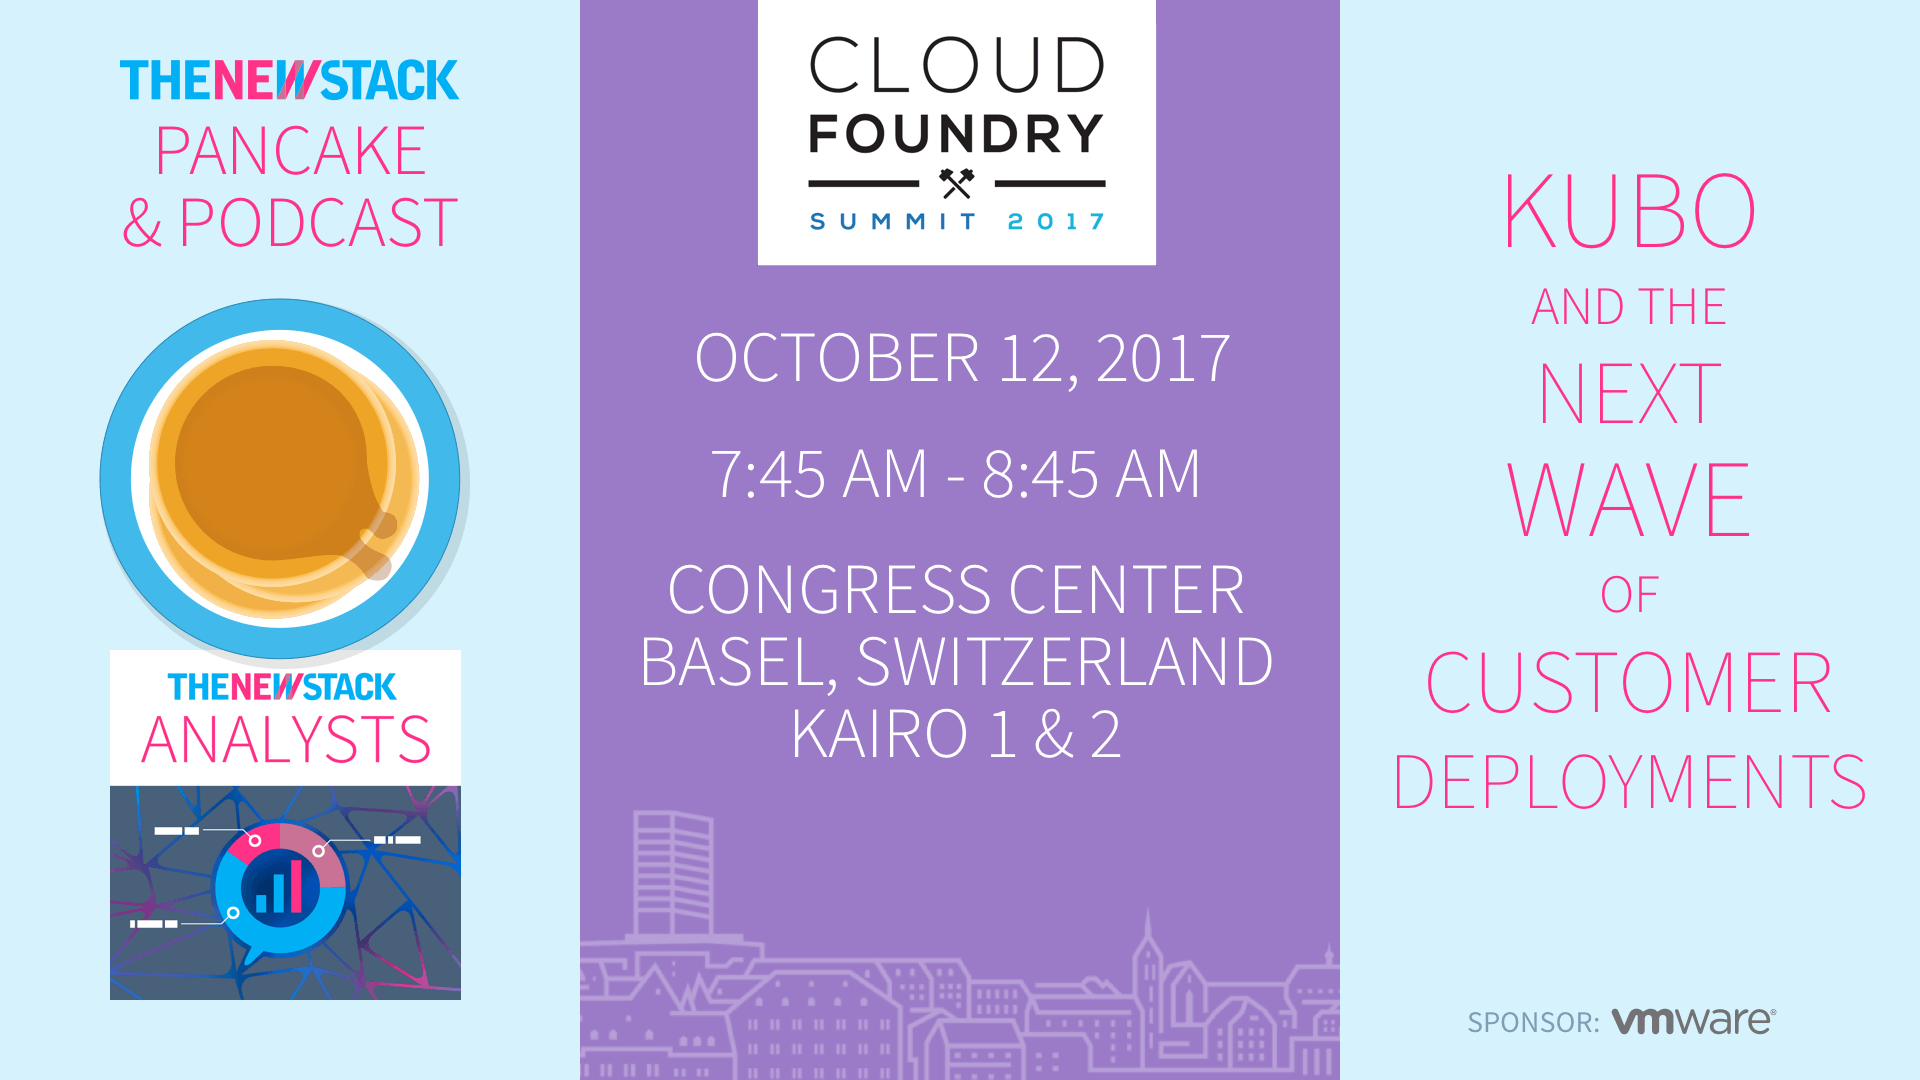 THENEWSTACK
PANCAKE
& PODCAST
THENEWSTACK
ANALYSTS
CLOUD
FOUNDRY
SUMMIT 2017
OCTOBER 12, 2017
7:45 AM - 8:45 AM
CONGRESS CENTER
BASEL, SWITZERLAND
KAIRO 1 & 2
KUBO
AND THE
NEXT
WAVE
OF
CUSTOMER
DEPLOYMENTS
SPONSOR: vmware®